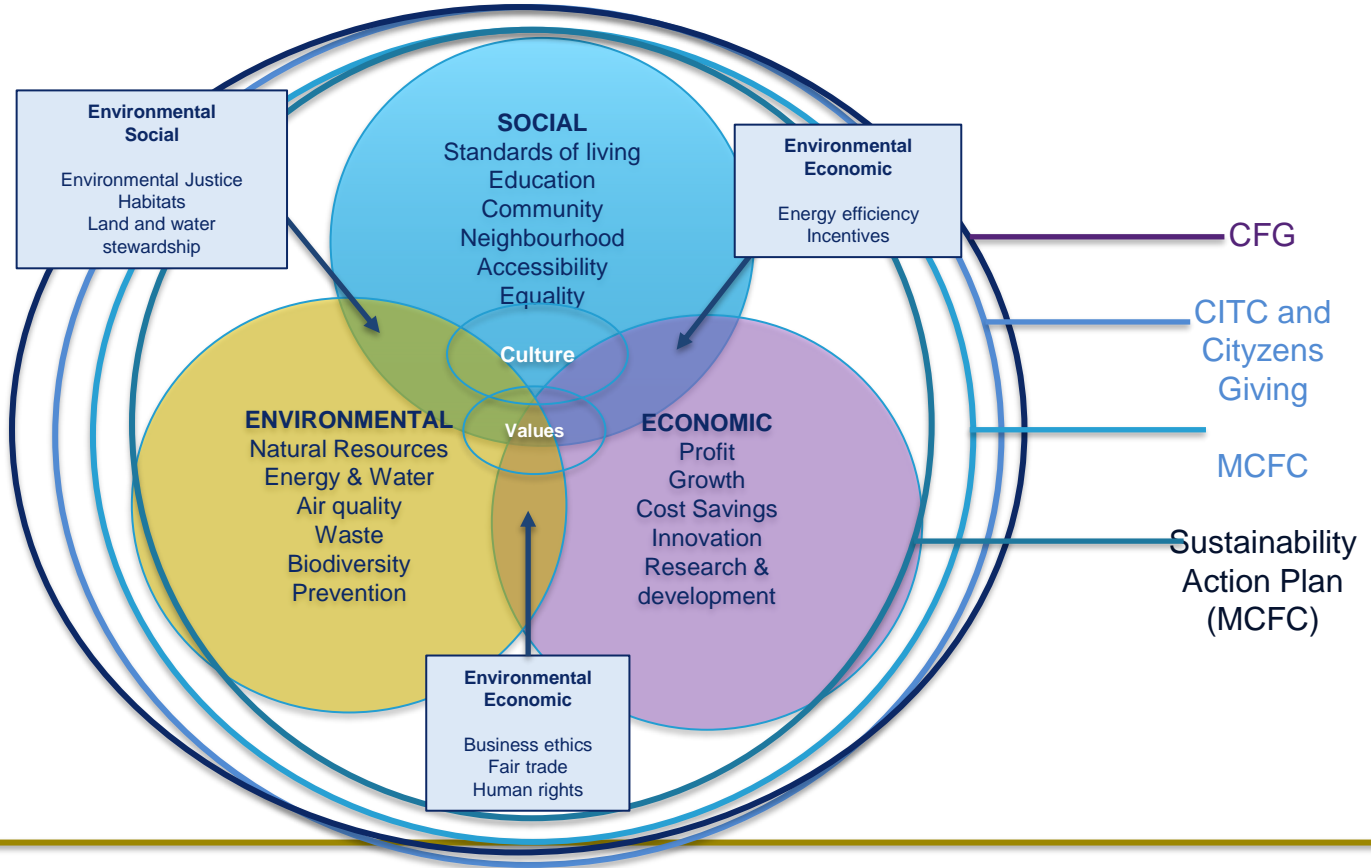 Environmental
Social
Environmental Justice
Habitats
Land and water
stewardship
SOCIAL
Standards of living
Education
Community
Neighbourhood
Accessibility
Equality
Environmental
Economic
Energy efficiency
Incentives
Culture
Values
ENVIRONMENTAL
Natural Resources
Energy & Water
Air quality
Waste
Biodiversity
Prevention
ECONOMIC
Profit
Growth
Cost Savings
Innovation
Research &
development
Environmental
Economic
Business ethics
Fair trade
Human rights
CFG
CITC and
Cityzens
Giving
MCFC
Sustainability
Action Plan
(MCFC)